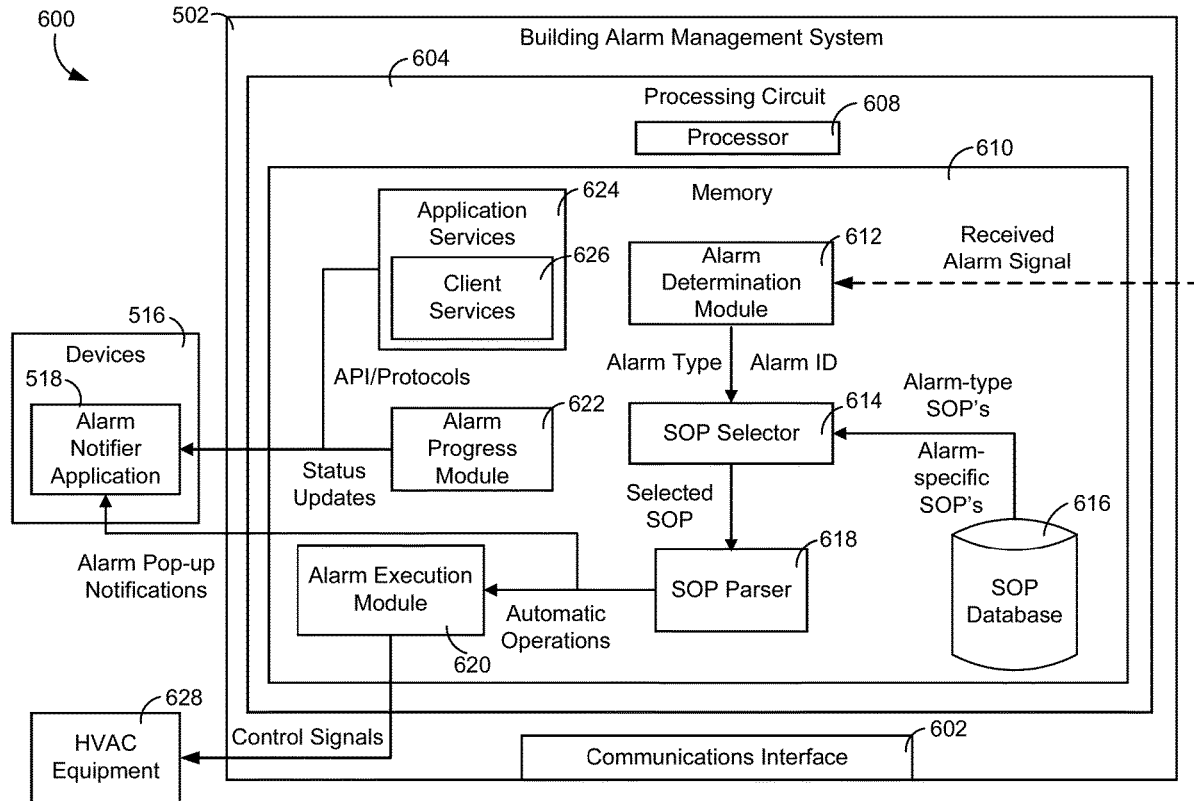 600
502
Building Alarm Management System
604
Processing Circuit
608
Processor
610
Memory
624
Application
Services
626
Client
Services
612
Alarm
Determination
Module
Received
Alarm Signal
516
Devices
518
Alarm
Notifier
Application
API/Protocols
Alarm Type
Alarm ID
622
Alarm
Progress
Module
Status
Updates
614
SOP Selector
Alarm-type
SOP's
Alarm-
specific
SOP's
Selected
SOP
616
SOP
Database
618
SOP Parser
Alarm Pop-up
Notifications
Alarm Execution
Module
620
Automatic
Operations
628
HVAC
Equipment
Control Signals
602
Communications Interface